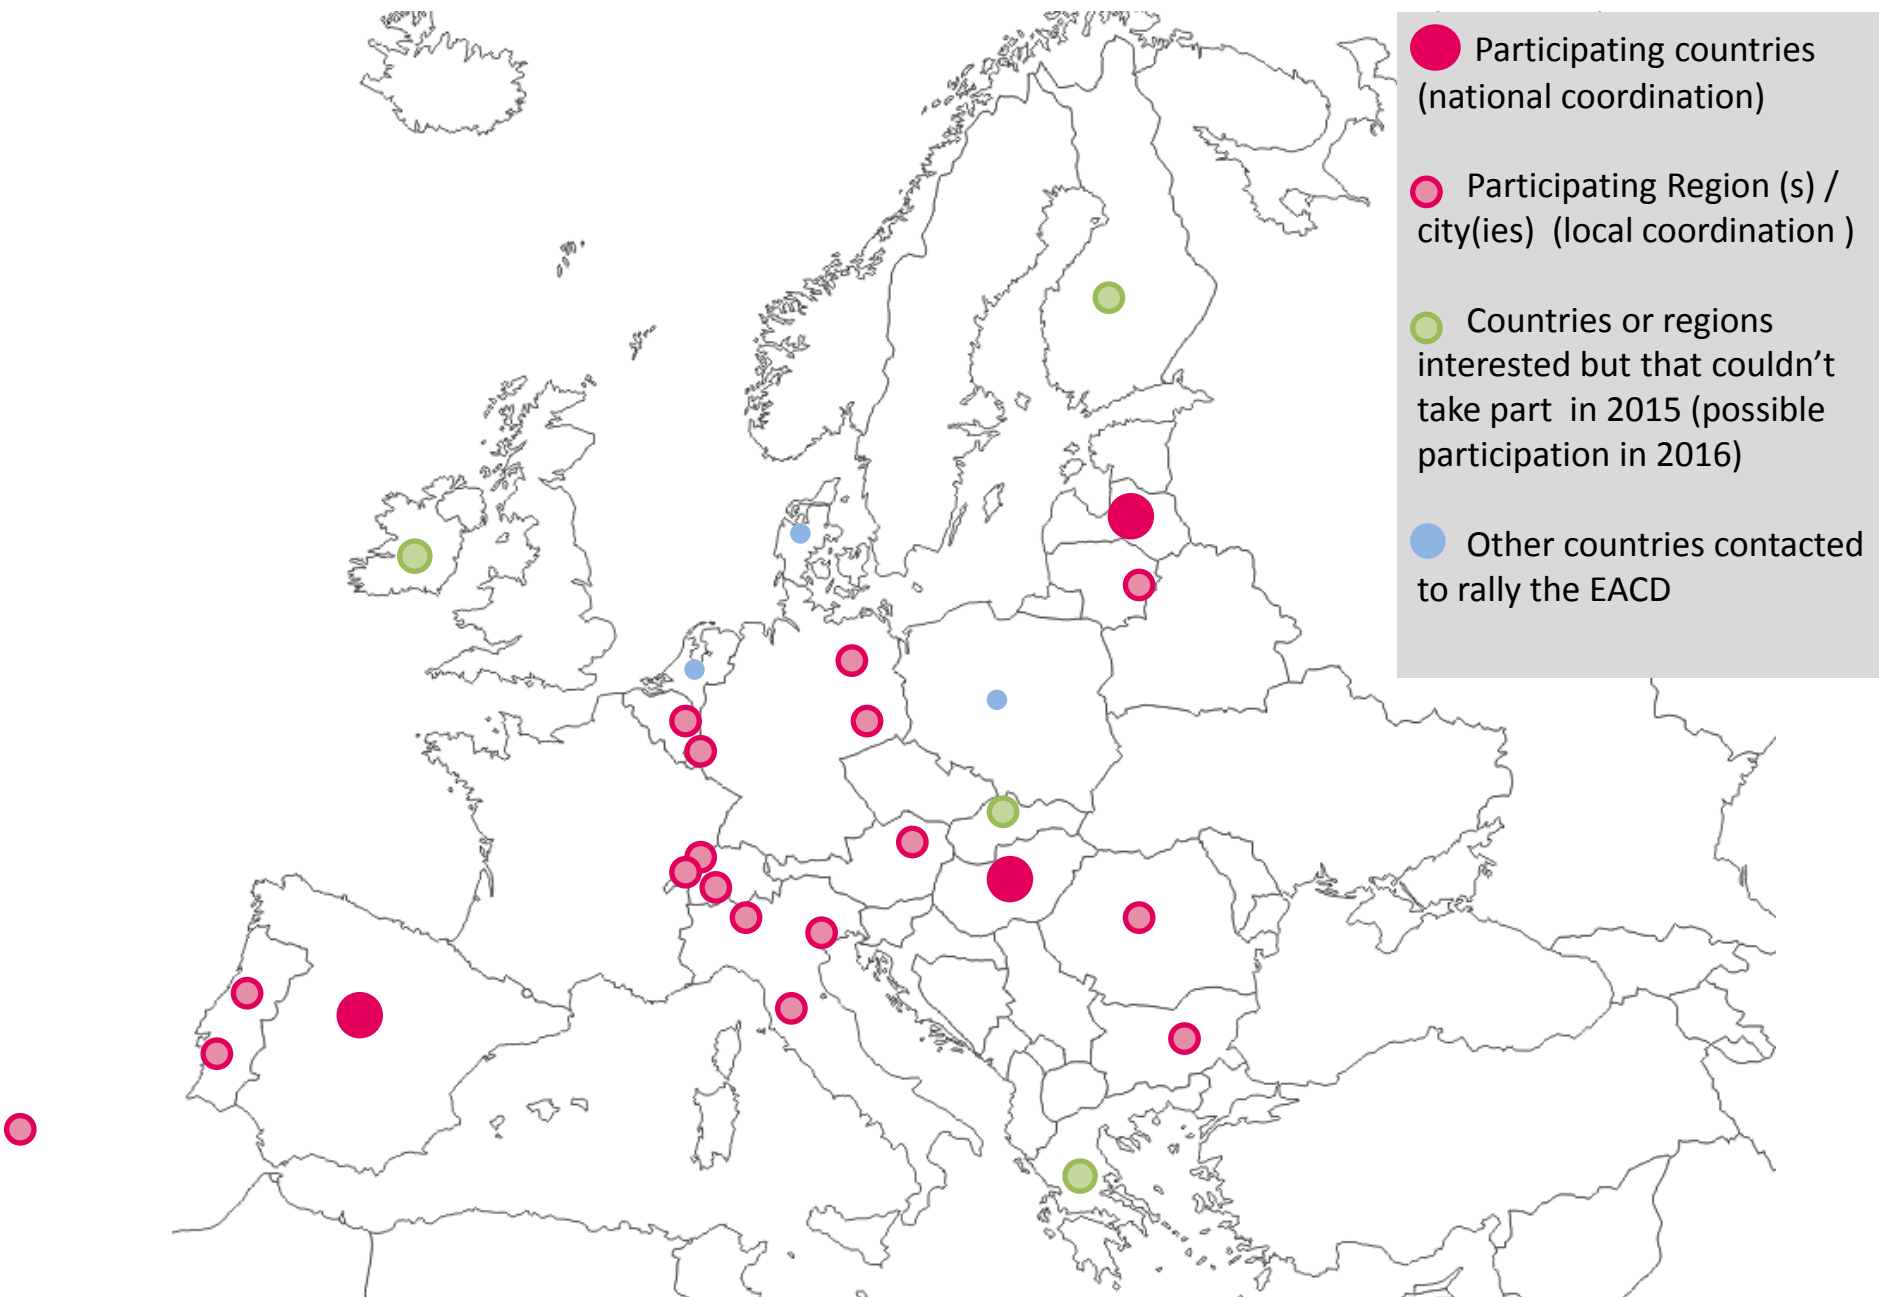 Participating countries
(national coordination)
Participating Region (s) /
city(ies) (local coordination )
Countries or regions
interested but that couldn't
take part in 2015 (possible
participation in 2016)
Other countries contacted
to rally the EACD